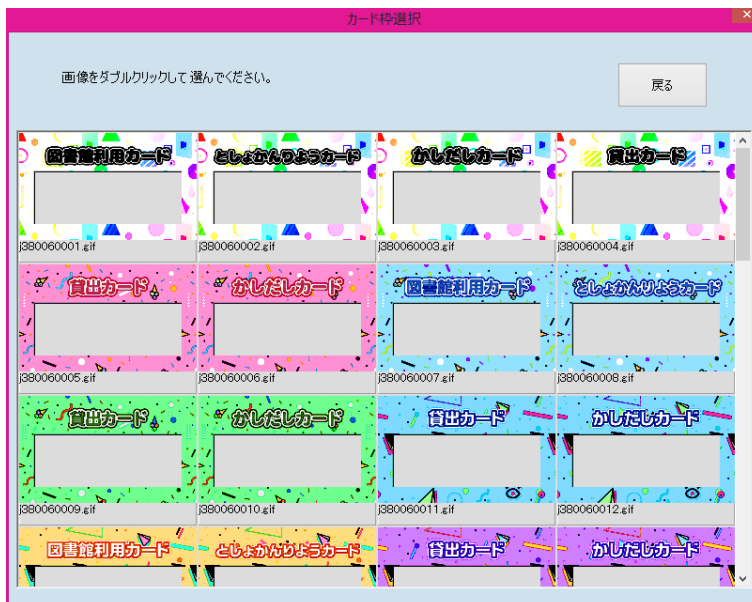 カード枠選択
画像をダブルクリックして選んでください。
戻る
図書館利用カード
としょかんりようカード
かしだしカード
貸出カード
j380060001.gif
j380060002.gif
j380060003.gif
j380060004.gif
貸出カード
かしだしカード
図書館利用カード
としょかんりようカード
j380060005.gif
j380060006.gif
j380060007.gif
j380060008.gif
貸出カード
かしだしカード
貸出カード
かしだしカード
j380060009.gif
j380060010.gif
j380060011.gif
j380060012.gif
図書館利用カード
としょかんりようカード
貸出カード
かしだしカード